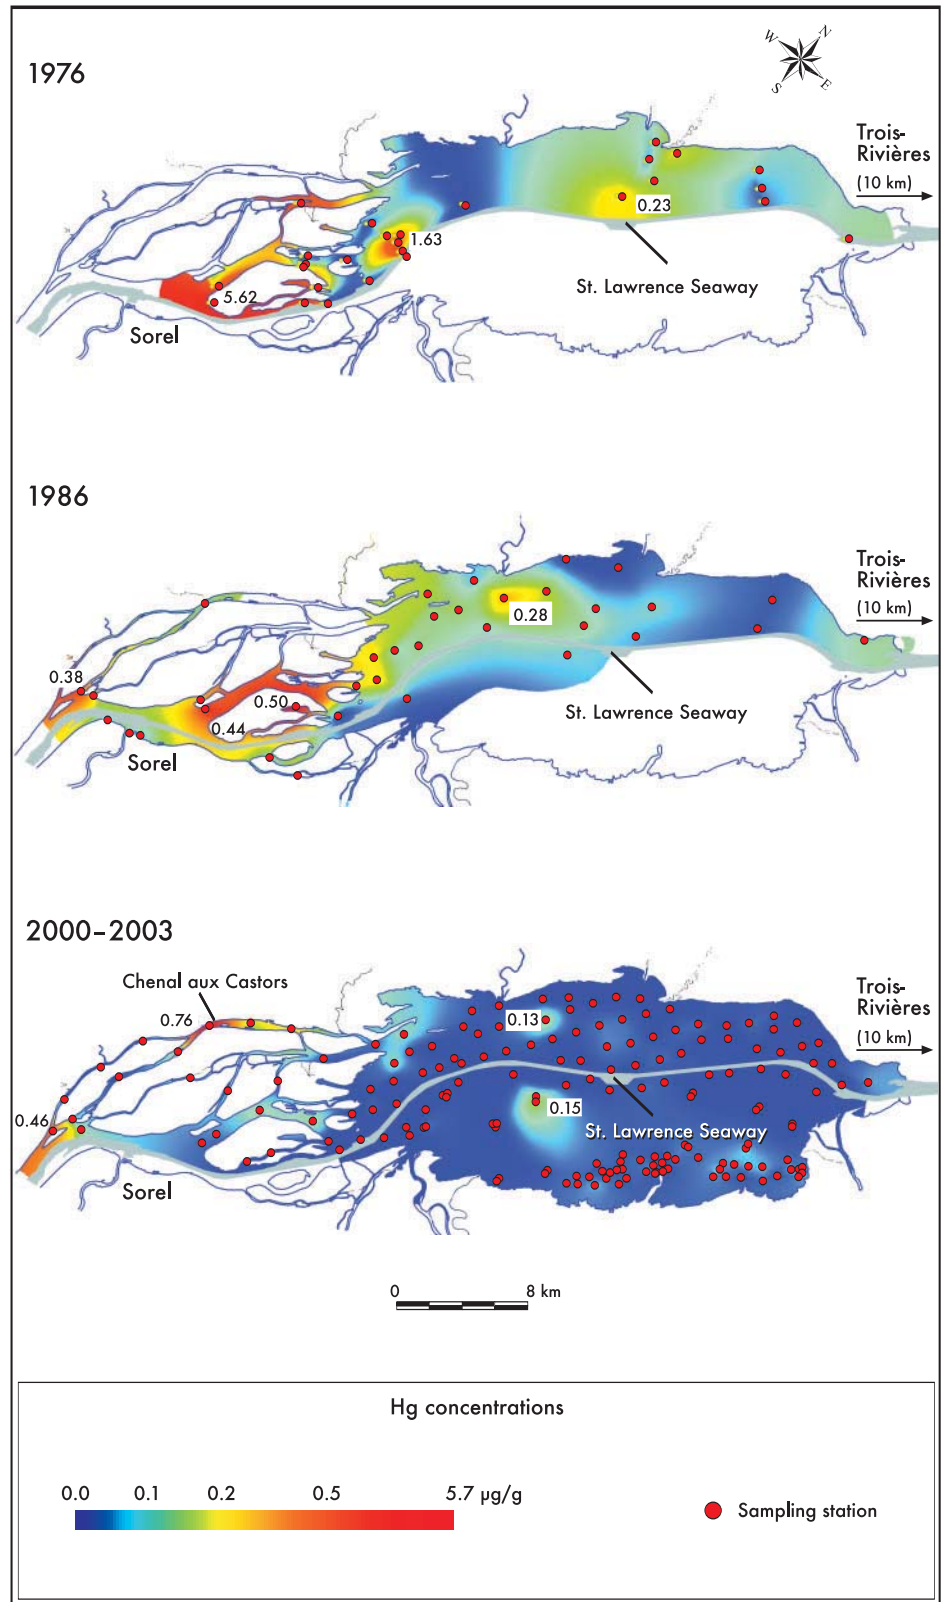 1976
W
N
S
E
Trois-
Rivières
(10 km)
0.23
1.63
St. Lawrence Seaway
5.62
Sorel
1986
Trois-
Rivières
(10 km)
0.28
0.38
0.50
St. Lawrence Seaway
0.44
Sorel
2000–2003
Chenal aux Castors
Trois-
Rivières
(10 km)
0.76
0.13
0.46
0.15
St. Lawrence Seaway
Sorel
0 8 km
Hg concentrations
0.0 0.1 0.2 0.5 5.7 µg/g
Sampling station